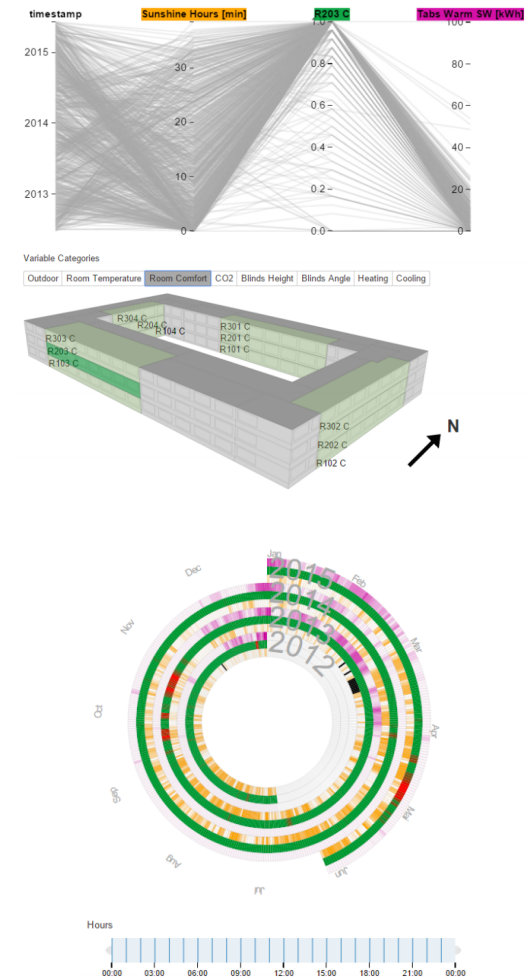 timestamp Sunshine Hours [min] R203 C Tabs Warm SW [kWh]
1.0 100
2015
30 0.8 80
2014 20 0.6 60
0.4 40
2013 10
0.2 20
0 0.0 0
Variable Categories
Outdoor Room Temperature Room Comfort CO2 Blinds Height Blinds Angle Heating Cooling
R304 C
R204 C
R104 C
R301 C
R201 C
R101 C
R303 C
R203 C
R103 C
R302 C
R202 C
R102 C
N
Jan
Feb
Mar
Apr
Mai
Jun
Jul
Aug
Sep
Oct
Nov
Dec
2015
2014
2013
2012
Hours
00:00 03:00 06:00 09:00 12:00 15:00 18:00 21:00 00:00